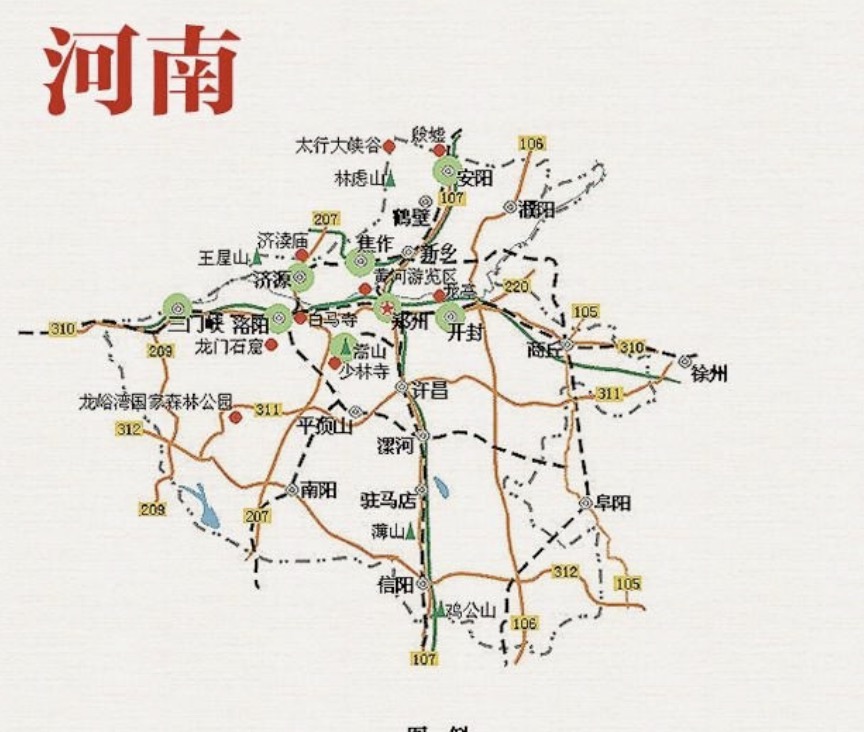 河南
殷墟
太行大峡谷
106
林虑山
安阳
107
鹤壁
濮阳
207
济渎庙
焦作
新乡
王屋山
济源
黄河游览区
龙亭
220
三门峡
洛阳
白马寺
郑州
开封
105
310
209
龙门石窟
嵩山
少林寺
商丘
310
徐州
龙峪湾国家森林公园
311
许昌
311
312
平顶山
漯河
南阳
驻马店
阜阳
209
207
薄山
信阳
312
105
鸡公山
106
107